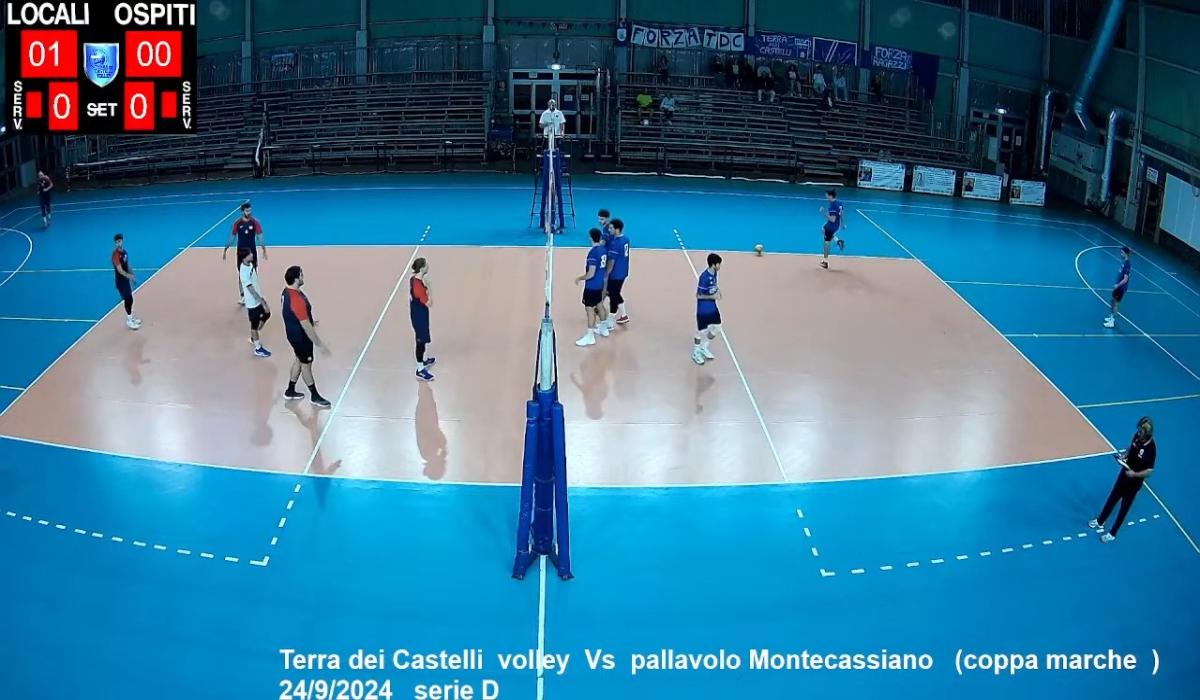 LOCALI OSPITI
01 00
SERV. 0 SET 0 SERV.
FORZA TDC
TERRA
CASTELLI
FORZA
RAGAZZI
Terra dei Castelli volley Vs pallavolo Montecassiano (coppa marche )
24/9/2024 serie D